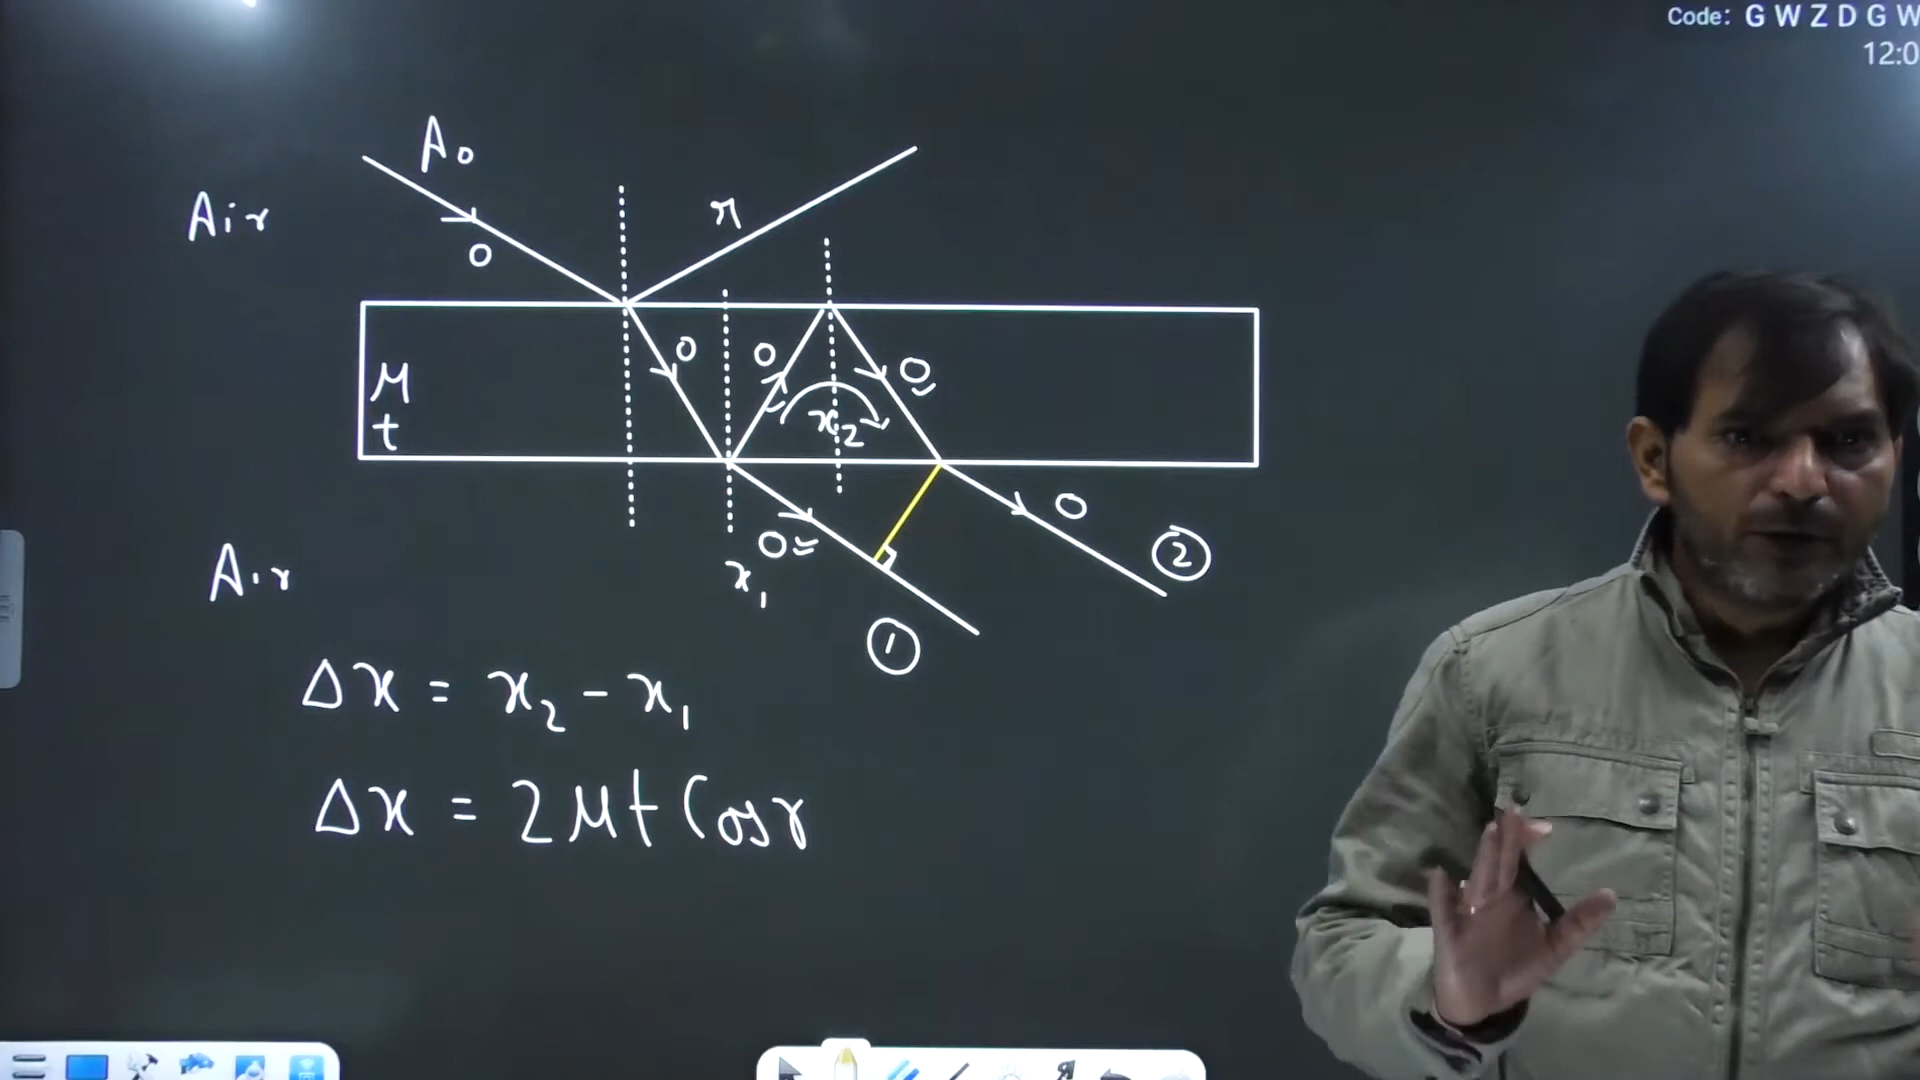 Code: G W Z D G W
12:0
A₀
Air
π
0
0
0
0
μ
t
x₂
0
x₁
0
②
Air
①
Δx = x₂ - x₁
Δx = 2μt Cosr